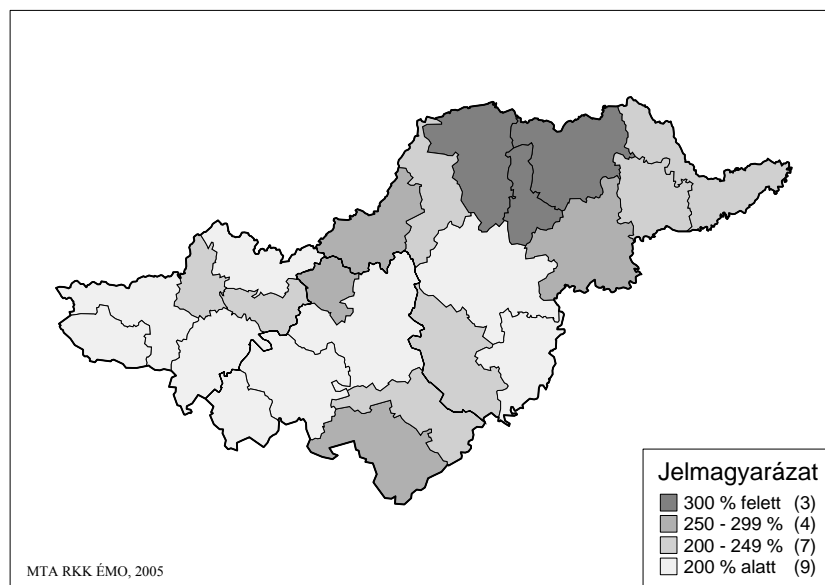 Jelmagyarázat
300 % felett (3)
250 - 299 % (4)
200 - 249 % (7)
200 % alatt (9)
MTA RKK ÉMO, 2005